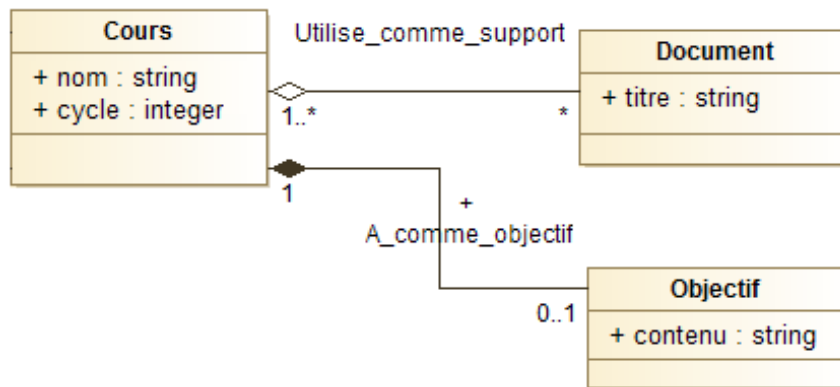 Cours
+ nom : string
+ cycle : integer
Utilise_comme_support
1..*
*
Document
+ titre : string
1
+
A_comme_objectif
0..1
Objectif
+ contenu : string